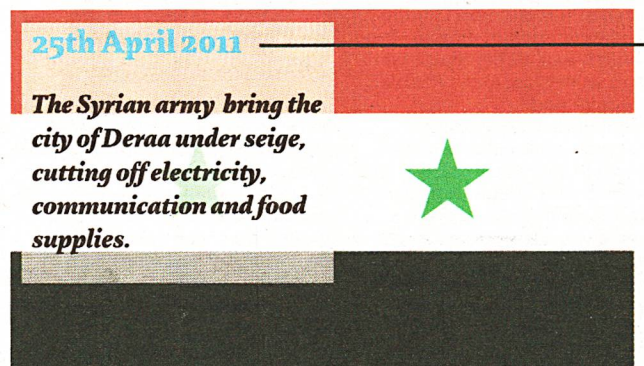 25th April 2011
The Syrian army bring the
city of Deraa under seige,
cutting off electricity,
communication and food
supplies.